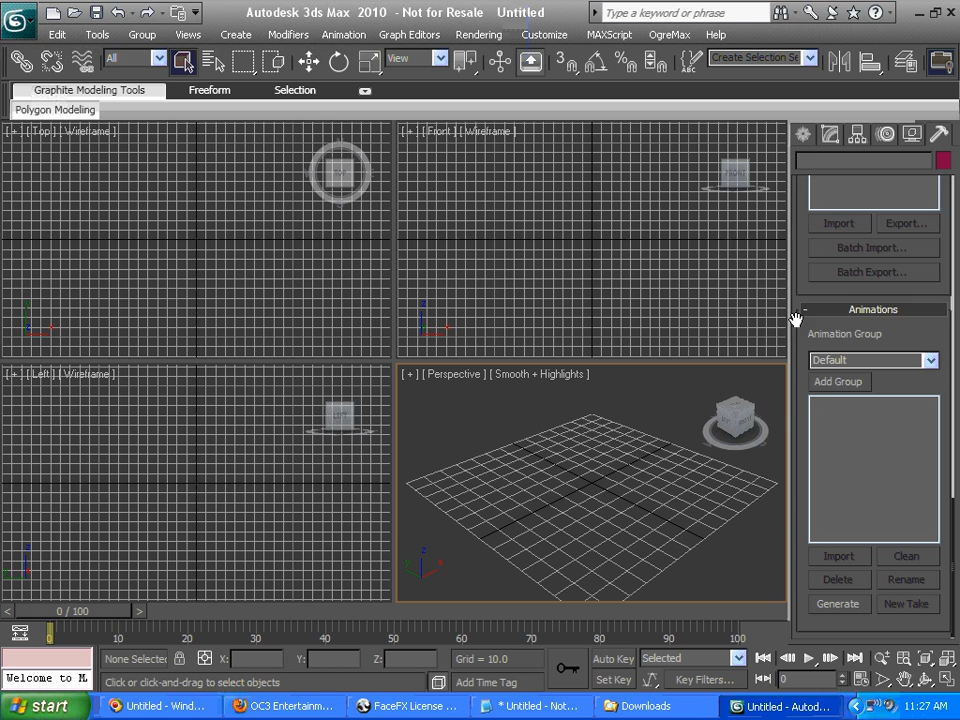 Autodesk 3ds Max 2010 - Not for Resale Untitled
Type a keyword or phrase
Edit Tools Group Views Create Modifiers Animation Graph Editors Rendering Customize MAXScript OgreMax Help
All View Create Selection Se
Graphite Modeling Tools Freeform Selection
Polygon Modeling
[ + ] [ Top ] [ Wireframe ] [ + ] [ Front ] [ Wireframe ]
TOP FRONT
Import Export...
Batch Import...
Batch Export...
- Animations
Animation Group
Default
[ + ] [ Left ] [ Wireframe ] [ + ] [ Perspective ] [ Smooth + Highlights ]
Add Group
LEFT
Import Clean
Delete Rename
Generate New Take
< 0 / 100 >
0 10 20 30 40 50 60 70 80 90 100
None Selected X: Y: Z: Grid = 10.0 Auto Key Selected
Welcome to M. Click or click-and-drag to select objects Add Time Tag Set Key Key Filters... 0
start Untitled - Wind... OC3 Entertainm... FaceFX License ... * Untitled - Not... Downloads Untitled - Autod... 11:27 AM